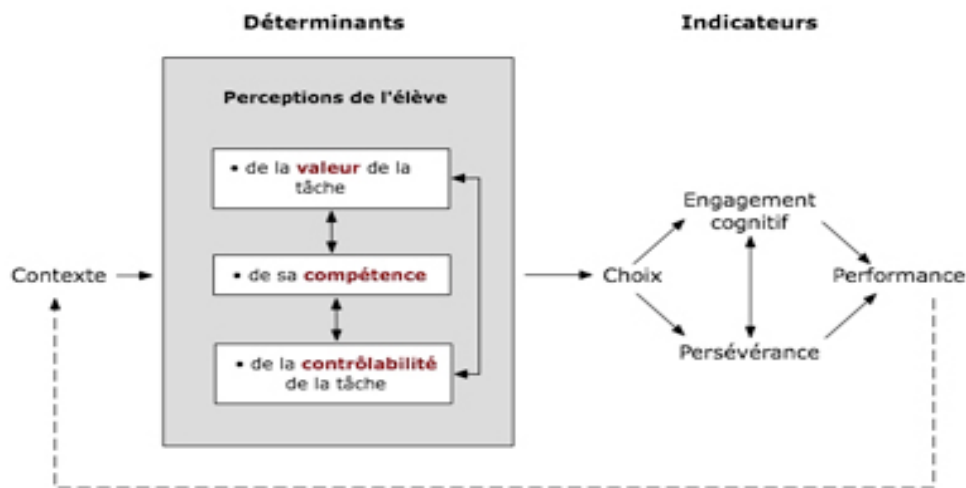 Déterminants
Indicateurs
Perceptions de l'élève
• de la valeur de la
tâche
Engagement
cognitif
Contexte
• de sa compétence
Choix
Performance
Persévérance
• de la contrôlabilité
de la tâche